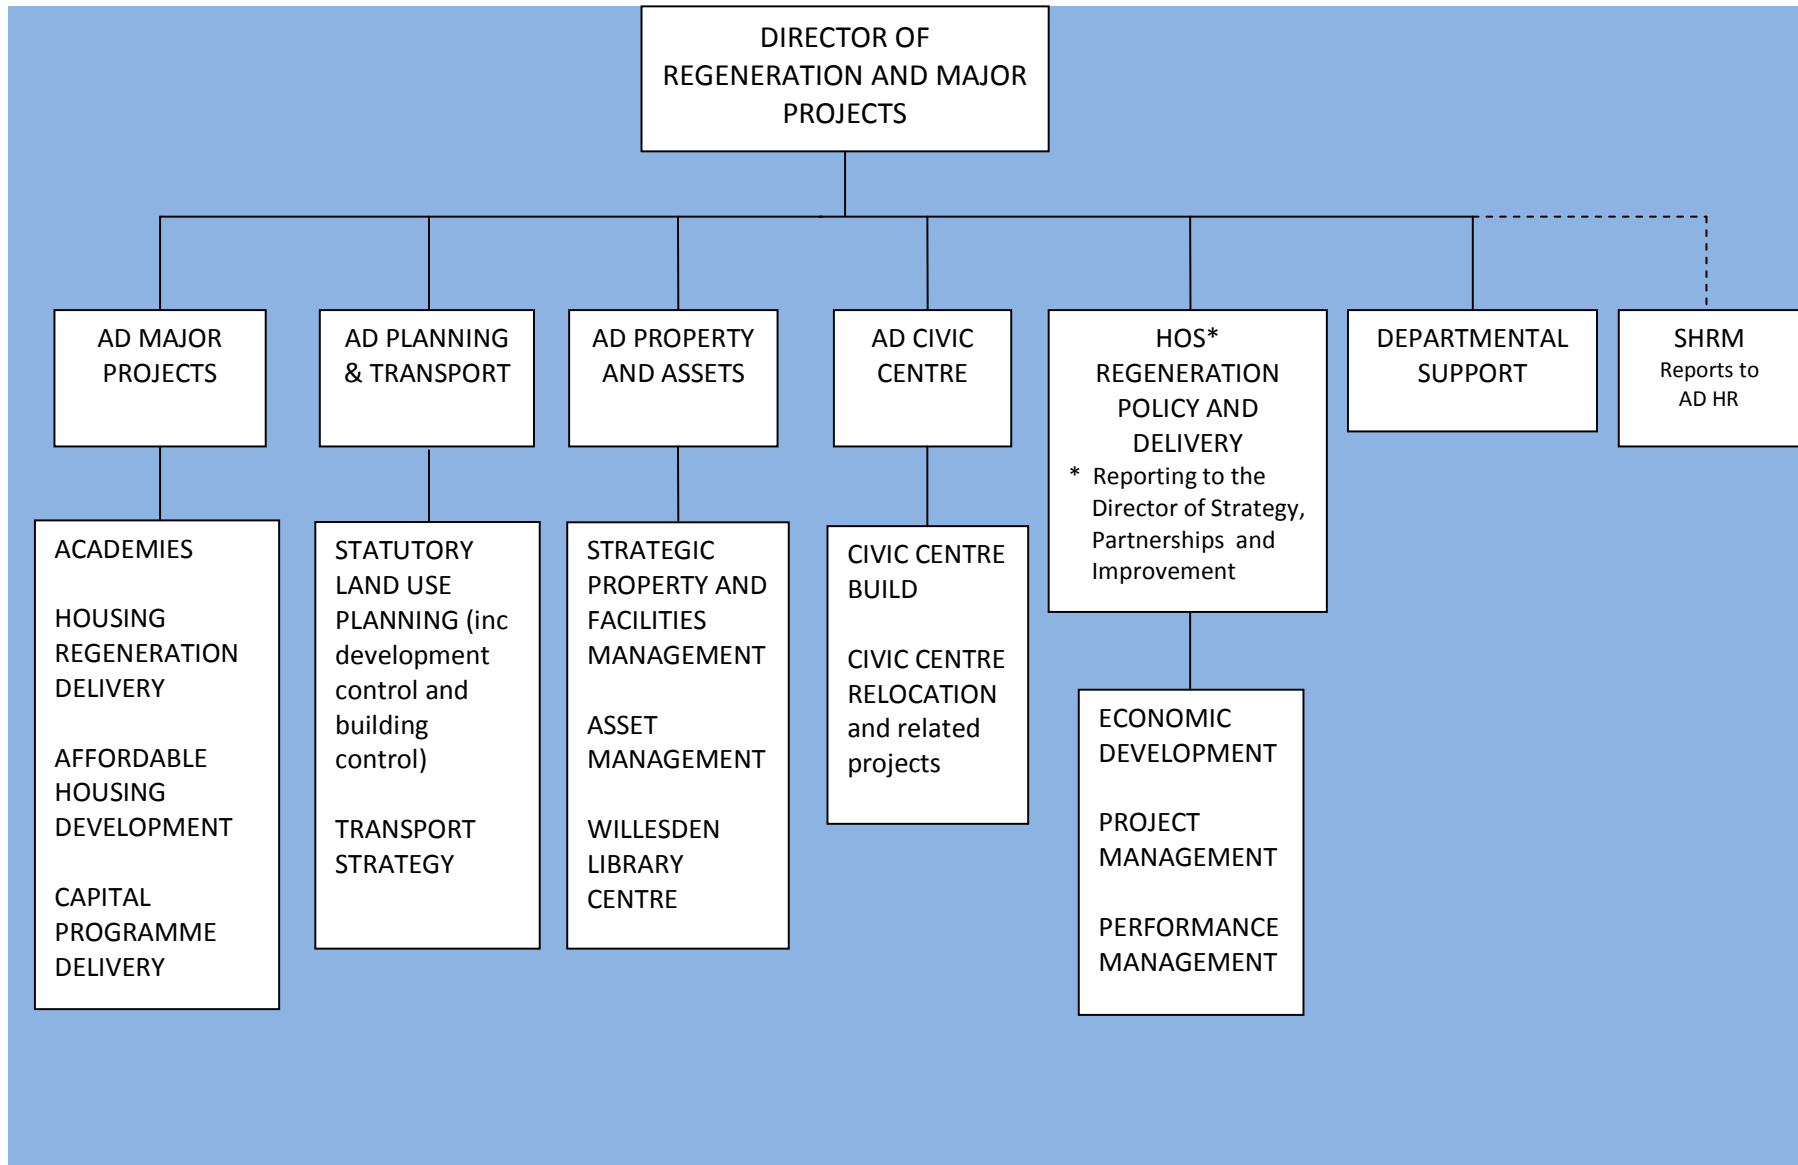 DIRECTOR OF
REGENERATION AND MAJOR
PROJECTS
AD MAJOR
PROJECTS
AD PLANNING
& TRANSPORT
AD PROPERTY
AND ASSETS
AD CIVIC
CENTRE
HOS*
REGENERATION
POLICY AND
DELIVERY
* Reporting to the
Director of Strategy,
Partnerships and
Improvement
DEPARTMENTAL
SUPPORT
SHRM
Reports to
AD HR
ACADEMIES
HOUSING
REGENERATION
DELIVERY
AFFORDABLE
HOUSING
DEVELOPMENT
CAPITAL
PROGRAMME
DELIVERY
STATUTORY
LAND USE
PLANNING (inc
development
control and
building
control)
TRANSPORT
STRATEGY
STRATEGIC
PROPERTY AND
FACILITIES
MANAGEMENT
ASSET
MANAGEMENT
WILLESDEN
LIBRARY
CENTRE
CIVIC CENTRE
BUILD
CIVIC CENTRE
RELOCATION
and related
projects
ECONOMIC
DEVELOPMENT
PROJECT
MANAGEMENT
PERFORMANCE
MANAGEMENT